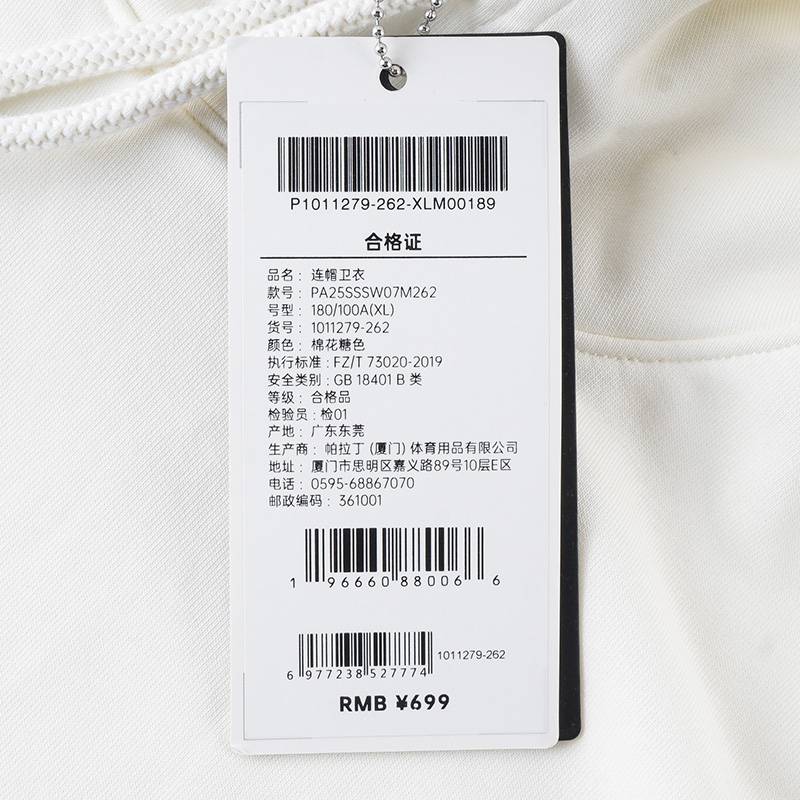 P1011279-262-XLM00189
合格证
品名：连帽卫衣
款号：PA25SSSW07M262
号型：180/100A(XL)
货号：1011279-262
颜色：棉花糖色
执行标准：FZ/T 73020-2019
安全类别：GB 18401 B 类
等级：合格品
检验员：检01
产地：广东东莞
生产商：帕拉丁 (厦门) 体育用品有限公司
地址：厦门市思明区嘉义路89号10层E区
电话：0595-68867070
邮政编码：361001
1 96660 88006 6
6 977238 527774
1011279-262
RMB ¥699